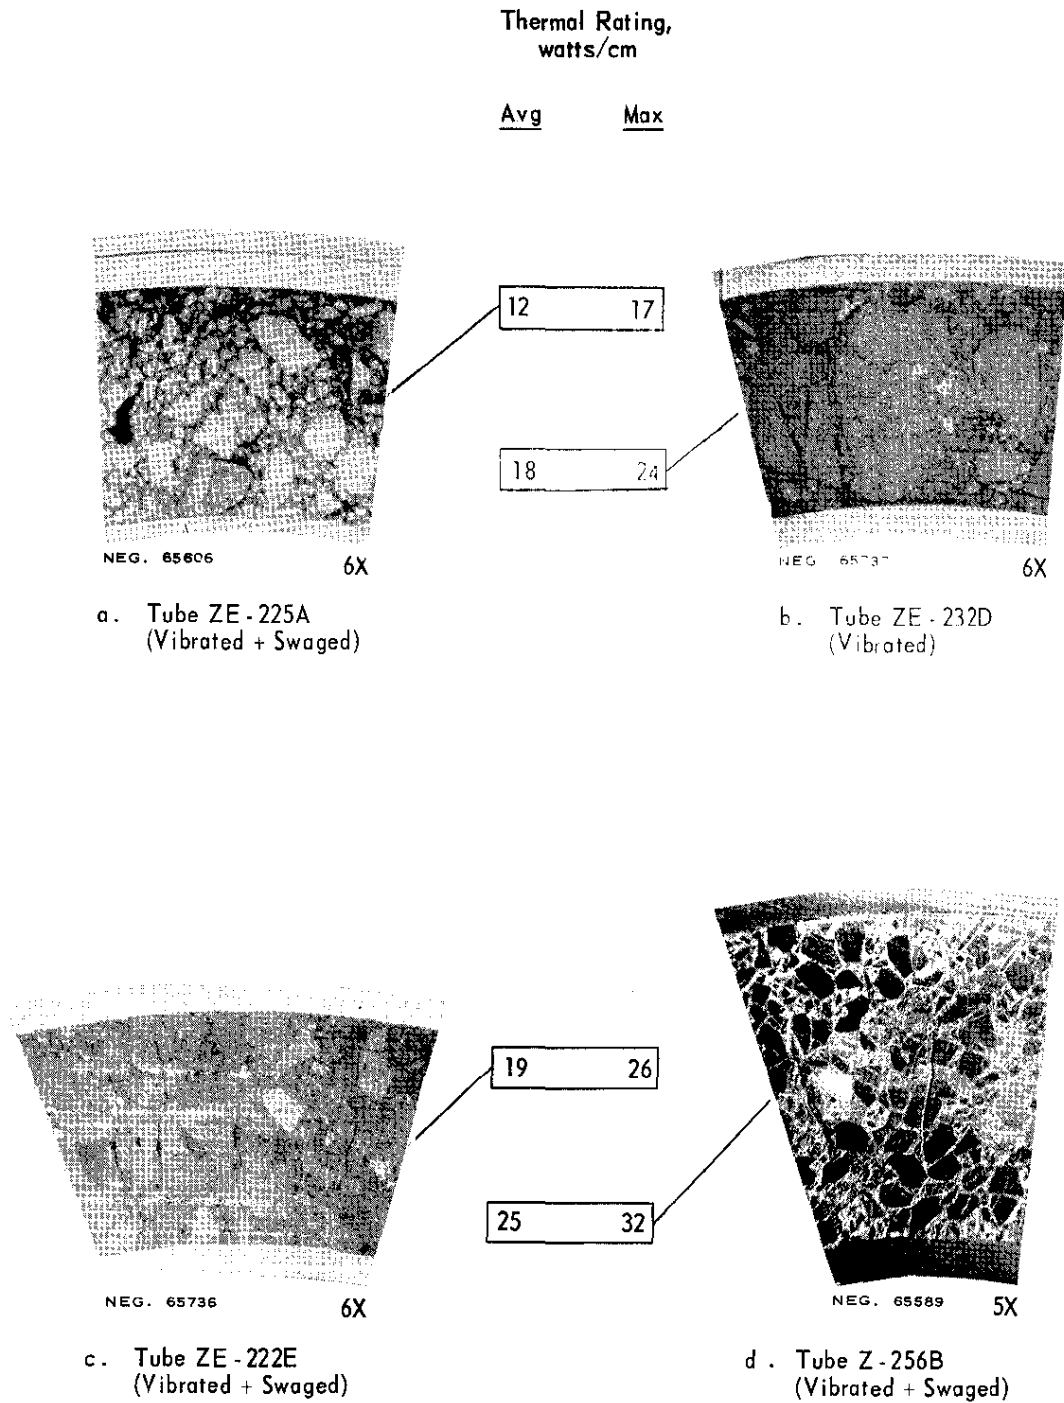 Thermal Rating,
watts/cm
Avg Max
12 17
18 24
NEG. 65606 6X
a. Tube ZE-225A
(Vibrated + Swaged)
NEG 6X
b. Tube ZE-232D
(Vibrated)
19 26
25 32
NEG. 65736 6X
c. Tube ZE-222E
(Vibrated + Swaged)
NEG. 65589 5X
d. Tube Z-256B
(Vibrated + Swaged)